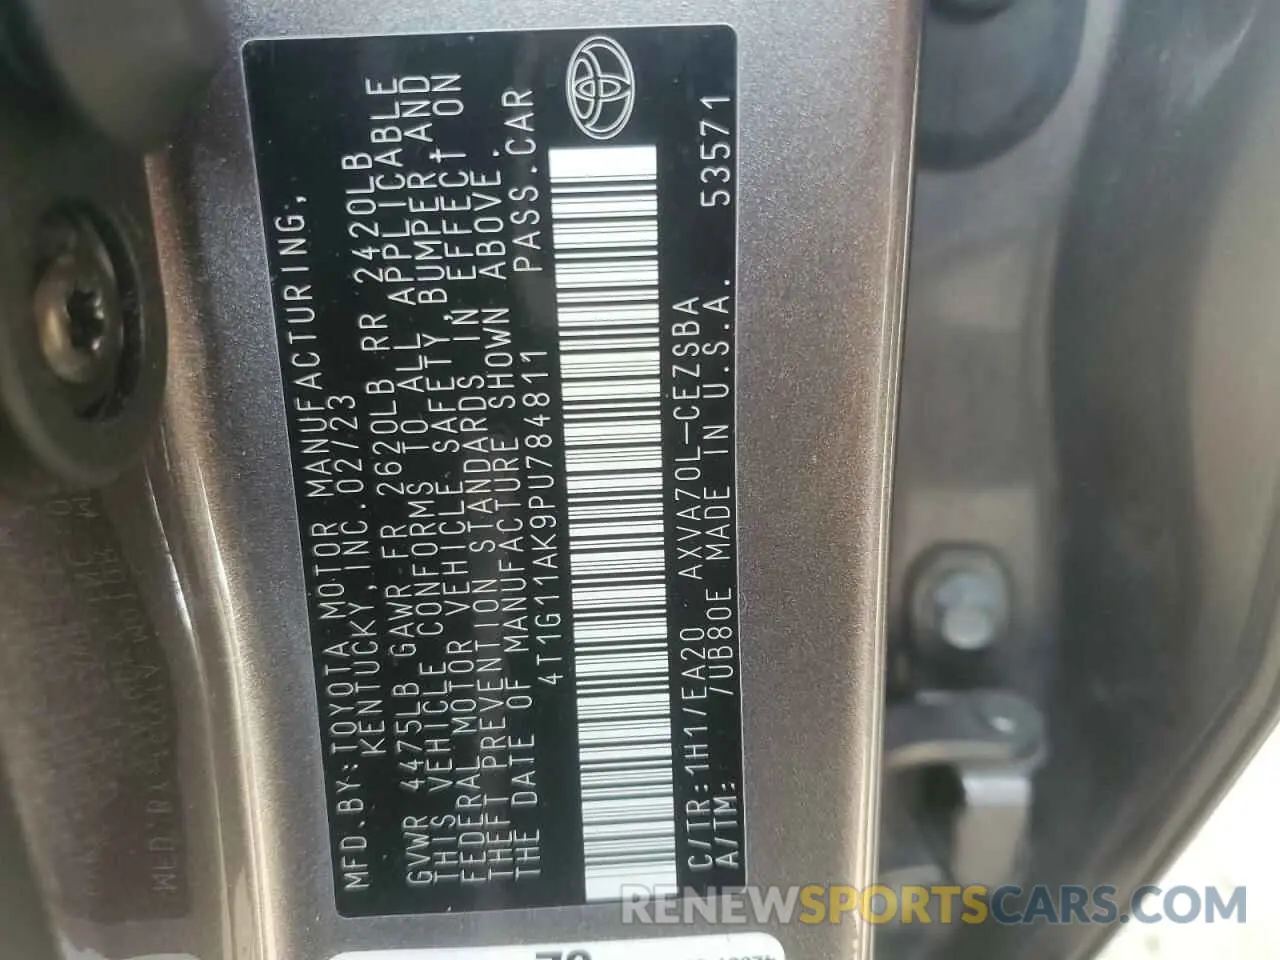 MFD.BY:TOYOTA MOTOR MANUFACTURING,
KENTUCKY,INC.02/23
GVWR 4475LB GAWR FR 2620LB RR 2420LB
THIS VEHICLE CONFORMS TO ALL APPLICABLE
FEDERAL MOTOR VEHICLE SAFETY,BUMPER,AND
THEFT PREVENTION STANDARDS IN EFFECT ON
THE DATE OF MANUFACTURE SHOWN ABOVE.
4T1G11AK9PU784811 PASS.CAR
C/TR:1H1/EA20 AXVA70L-CEZSBA
A/TM: /UB80E MADE IN U.S.A. 53571
RENEWSPORTSCARS.COM